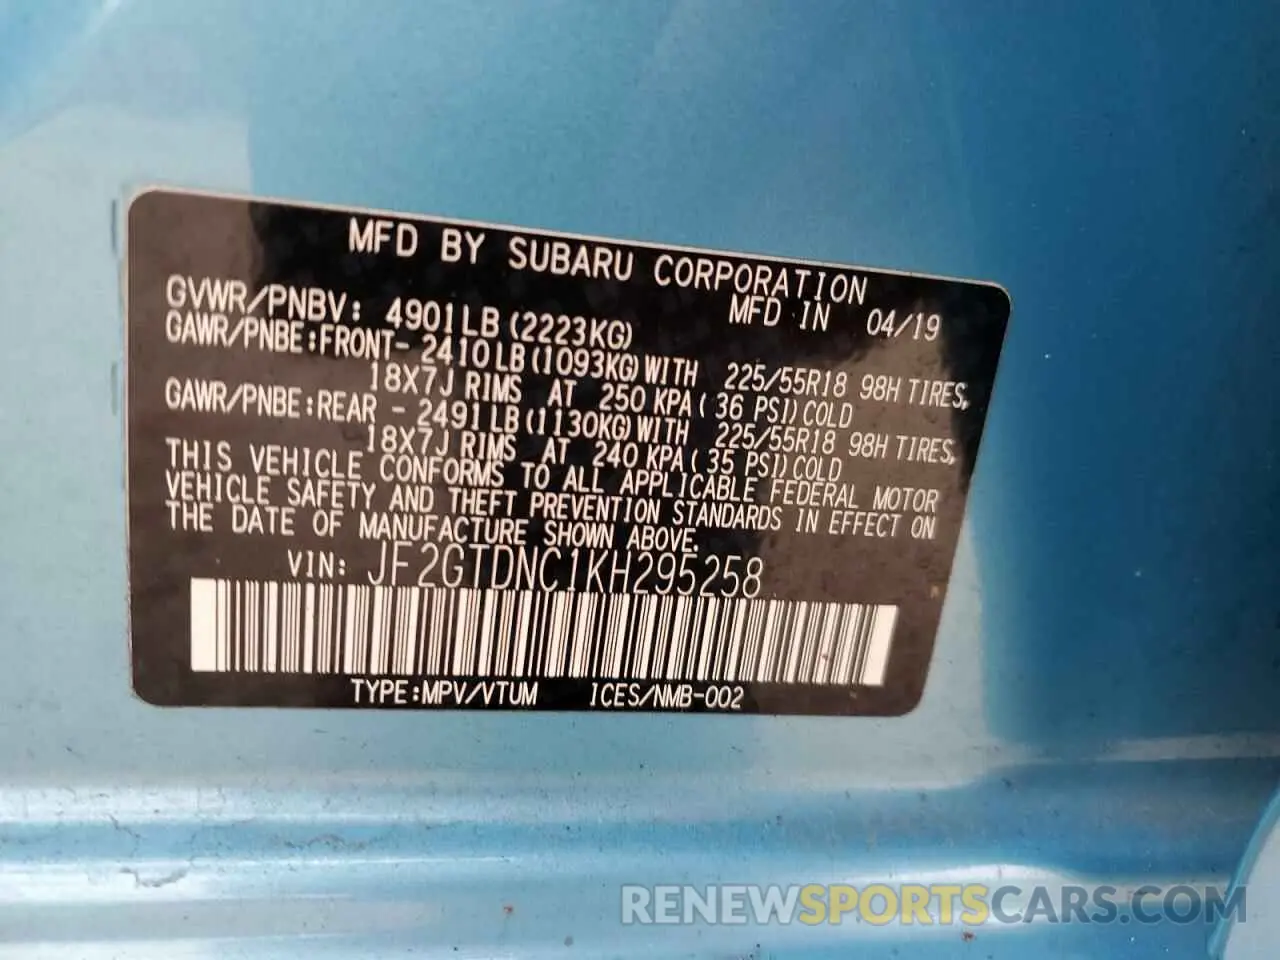 MFD BY SUBARU CORPORATION
MFD IN 04/19
GVWR/PNBV: 4901LB(2223KG)
GAWR/PNBE:FRONT- 2410LB(1093KG)WITH 225/55R18 98H TIRES,
18X7J RIMS AT 250 KPA( 36 PSI)COLD
GAWR/PNBE:REAR - 2491LB(1130KG)WITH 225/55R18 98H TIRES,
18X7J RIMS AT 240 KPA( 35 PSI)COLD
THIS VEHICLE CONFORMS TO ALL APPLICABLE FEDERAL MOTOR
VEHICLE SAFETY AND THEFT PREVENTION STANDARDS IN EFFECT ON
THE DATE OF MANUFACTURE SHOWN ABOVE.
VIN: JF2GTDNC1KH295258
TYPE:MPV/VTUM ICES/NMB-002
RENEWSPORTSCARS.COM